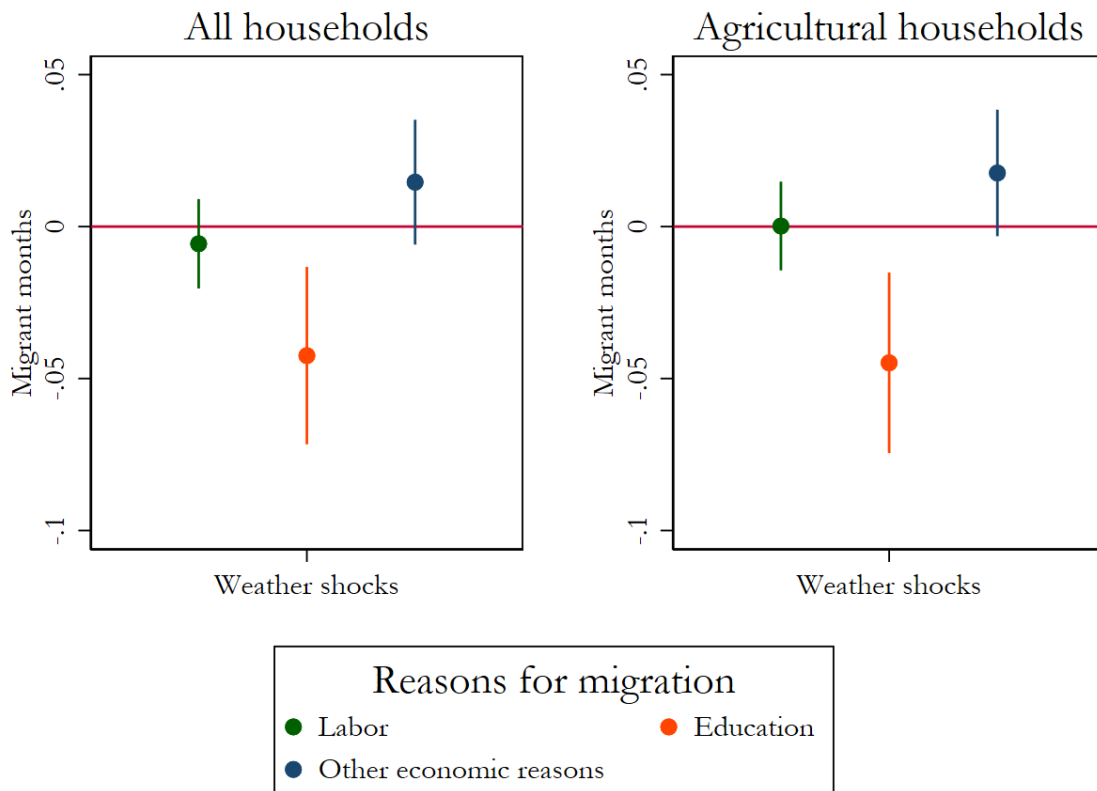 All households
Agricultural households
Migrant months
.05
0
-.05
-.1
Weather shocks
Migrant months
.05
0
-.05
-.1
Weather shocks
Reasons for migration
Labor
Education
Other economic reasons